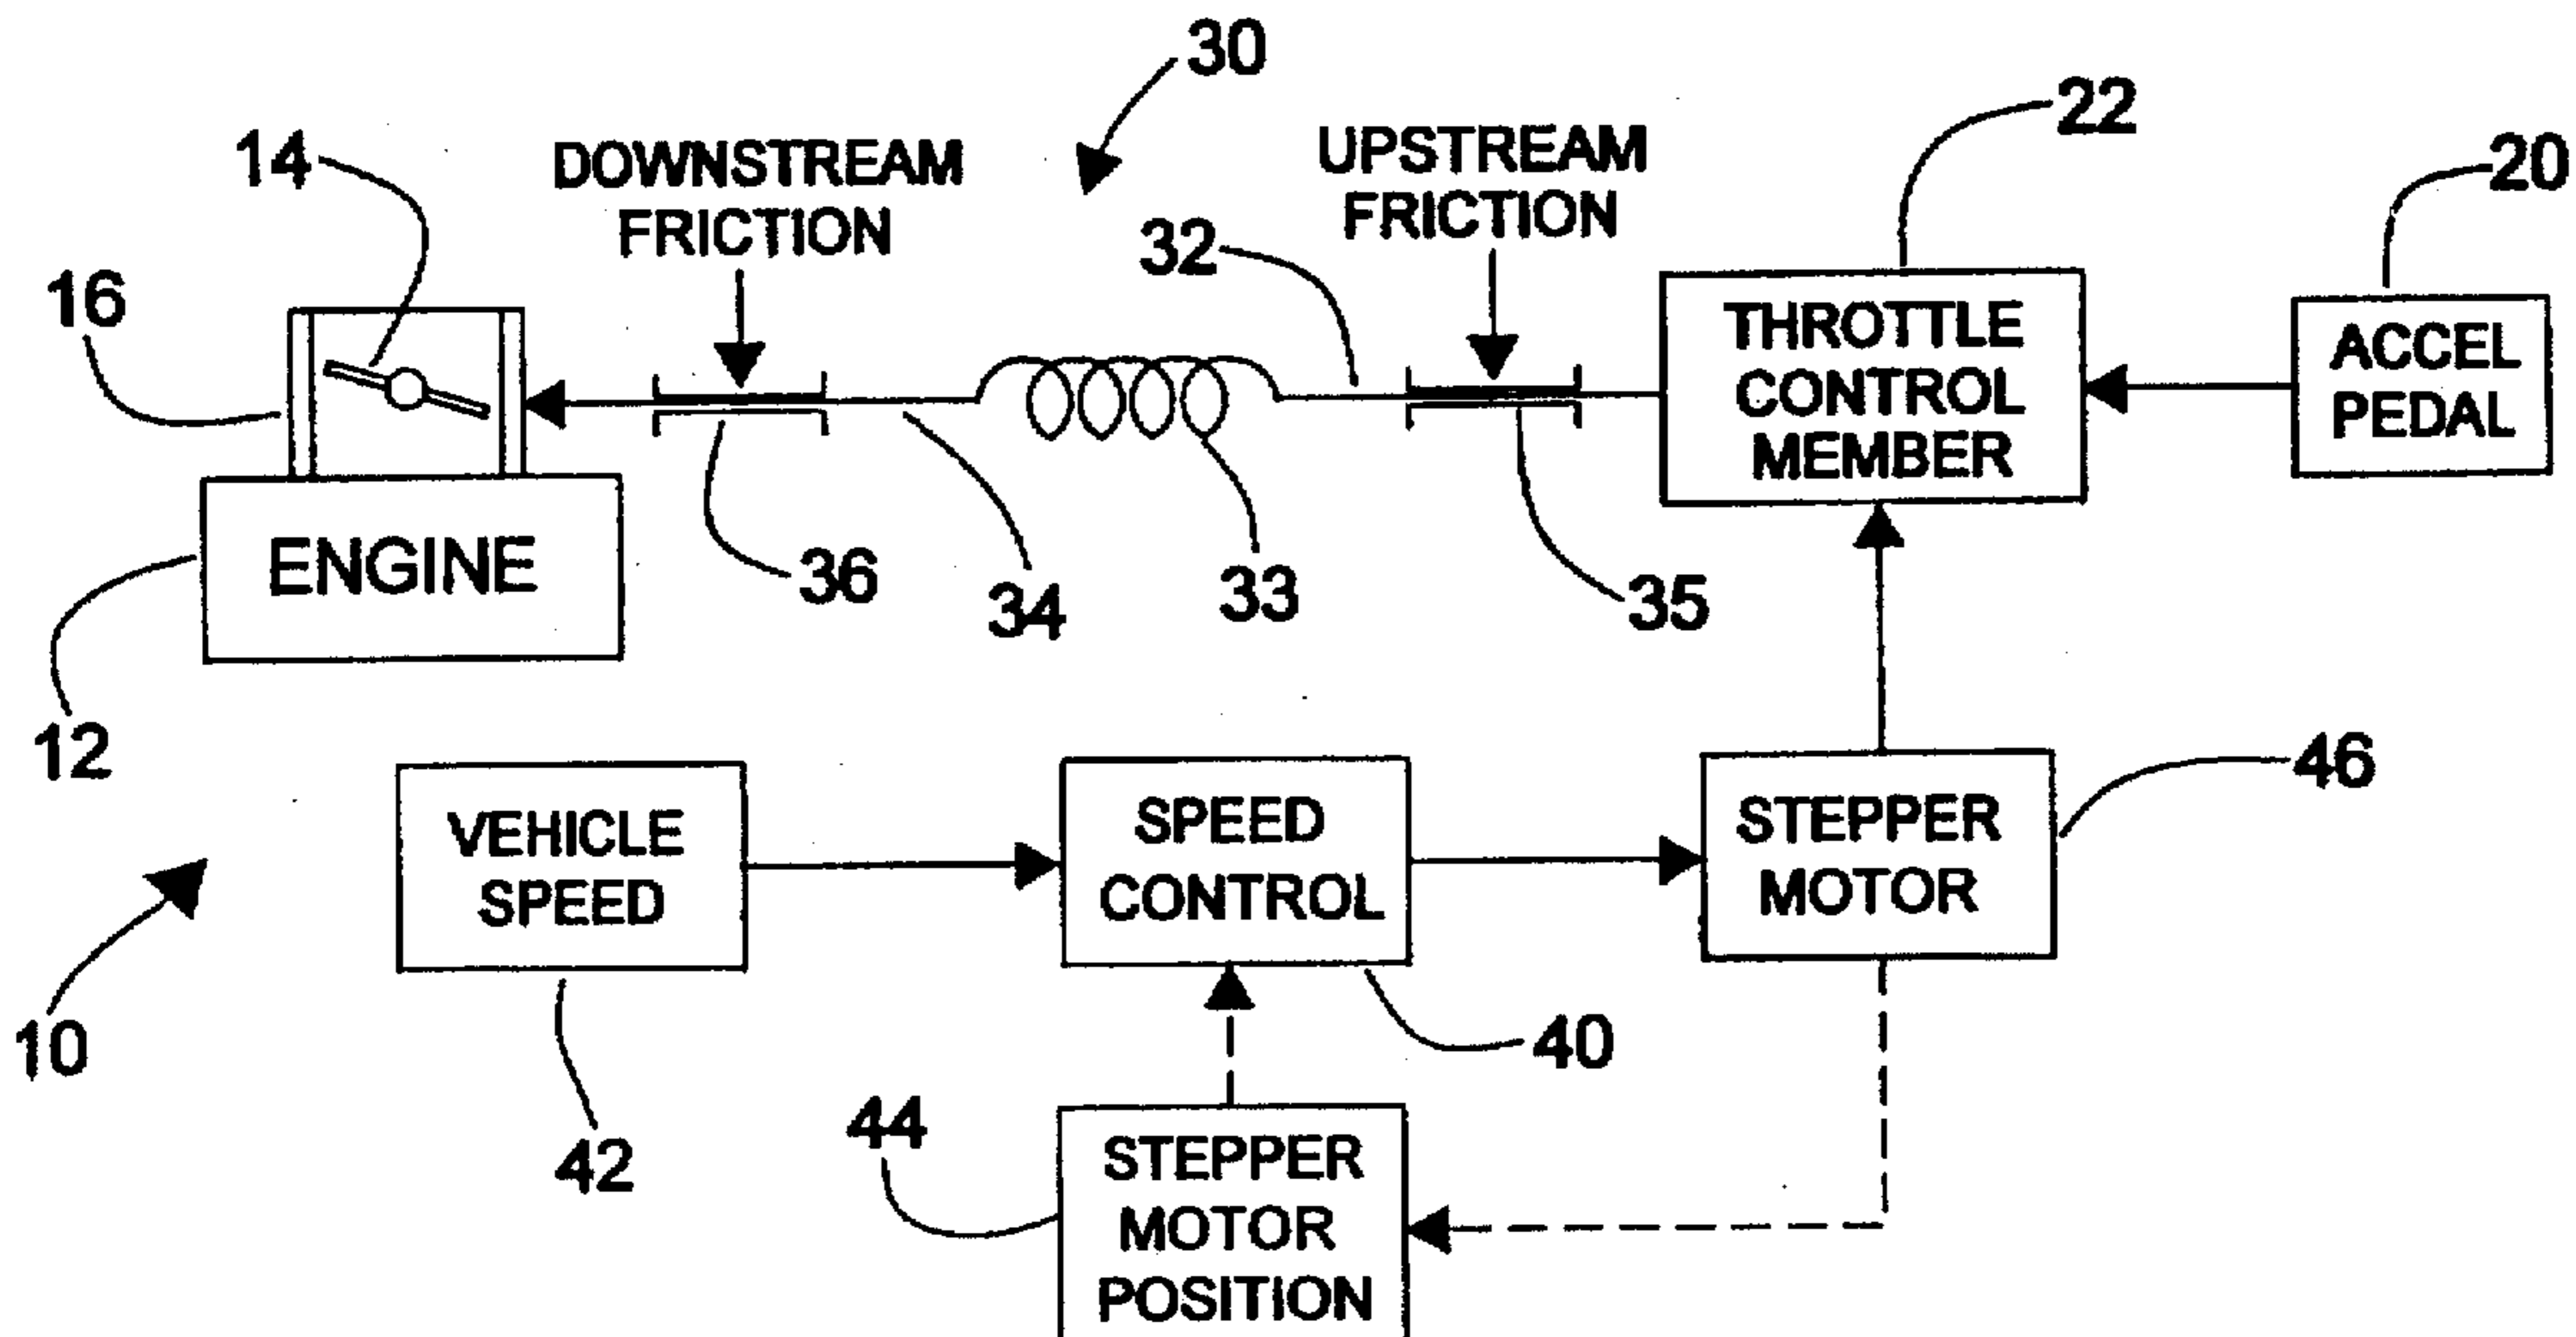 30
22
14
DOWNSTREAM
FRICTION
UPSTREAM
FRICTION
20
32
16
THROTTLE
CONTROL
MEMBER
ACCEL
PEDAL
ENGINE
36
34
33
35
12
46
VEHICLE
SPEED
SPEED
CONTROL
STEPPER
MOTOR
10
42
40
44
STEPPER
MOTOR
POSITION